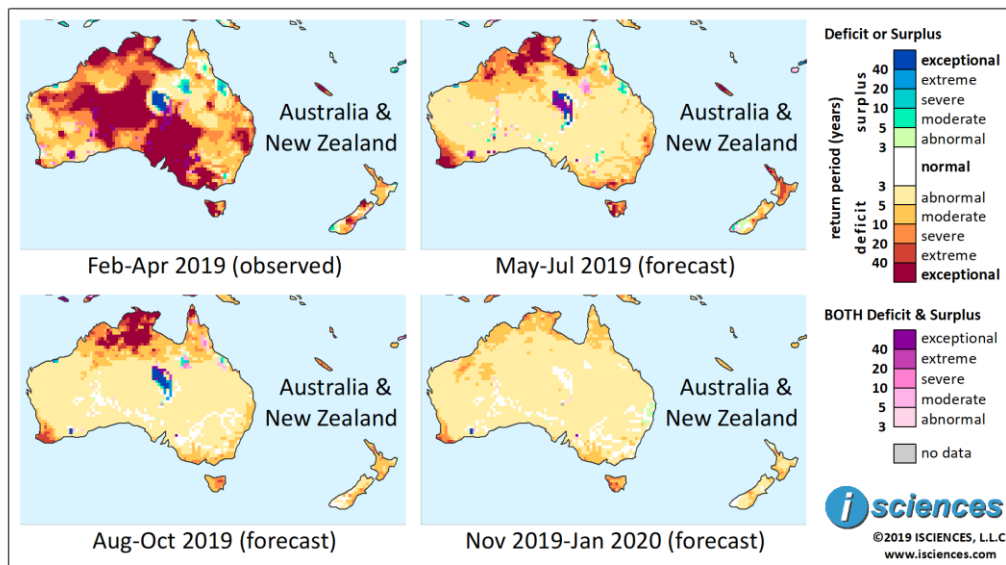 Australia &
New Zealand
Feb-Apr 2019 (observed)
Australia &
New Zealand
May-Jul 2019 (forecast)
Australia &
New Zealand
Aug-Oct 2019 (forecast)
Australia &
New Zealand
Nov 2019-Jan 2020 (forecast)
Deficit or Surplus
return period (years)
surplus
deficit
exceptional
40
extreme
20
severe
10
moderate
5
abnormal
3
normal
3
abnormal
5
moderate
10
severe
20
extreme
40
exceptional
BOTH Deficit & Surplus
exceptional
40
extreme
20
severe
10
moderate
5
abnormal
3
no data
i sciences
©2019 ISCIENCES, L.L.C.
www.isciences.com